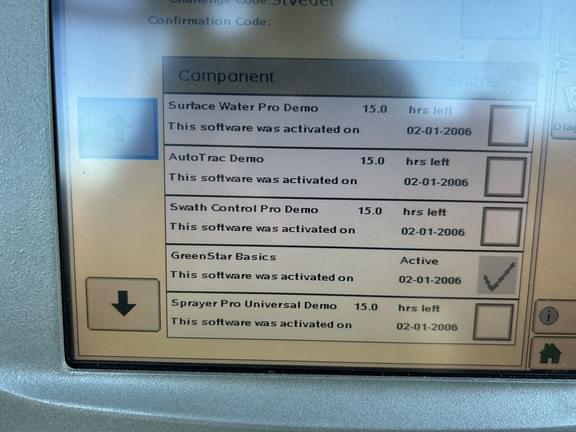 Challenge Code:
Confirmation Code:
Component
Surface Water Pro Demo 15.0 hrs left
This software was activated on 02-01-2006
AutoTrac Demo 15.0 hrs left
This software was activated on 02-01-2006
Swath Control Pro Demo 15.0 hrs left
This software was activated on 02-01-2006
GreenStar Basics Active
This software was activated on 02-01-2006
Sprayer Pro Universal Demo 15.0 hrs left
This software was activated on 02-01-2006